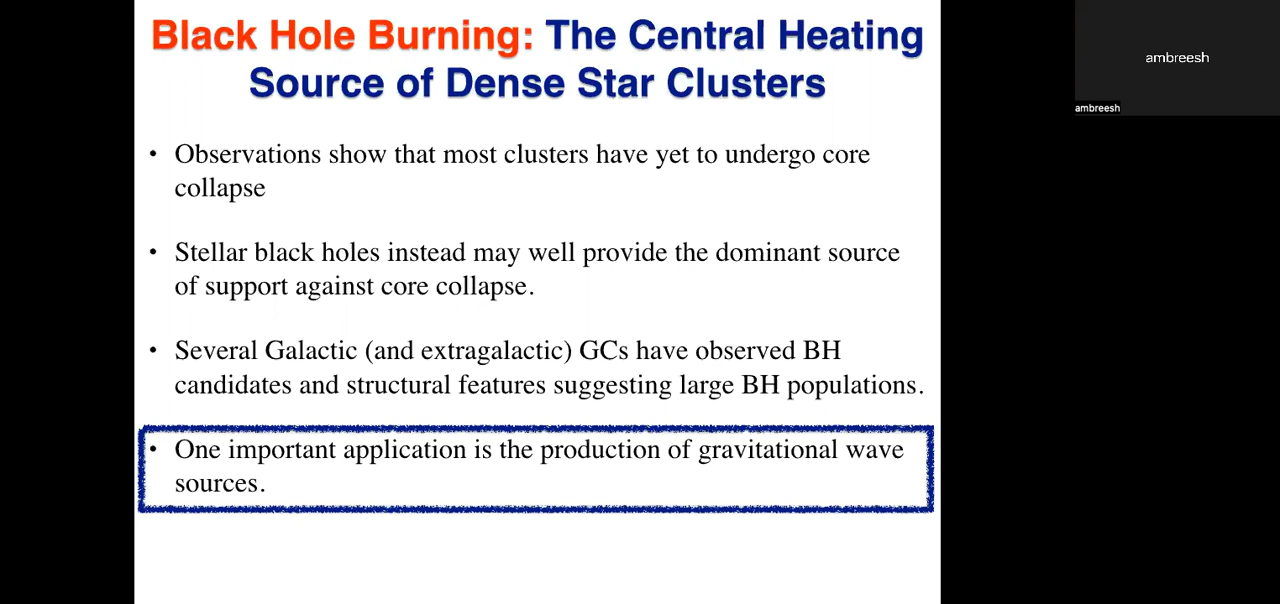 Black Hole Burning: The Central Heating
Source of Dense Star Clusters
• Observations show that most clusters have yet to undergo core
collapse
• Stellar black holes instead may well provide the dominant source
of support against core collapse.
• Several Galactic (and extragalactic) GCs have observed BH
candidates and structural features suggesting large BH populations.
• One important application is the production of gravitational wave
sources.
ambreesh
ambreesh